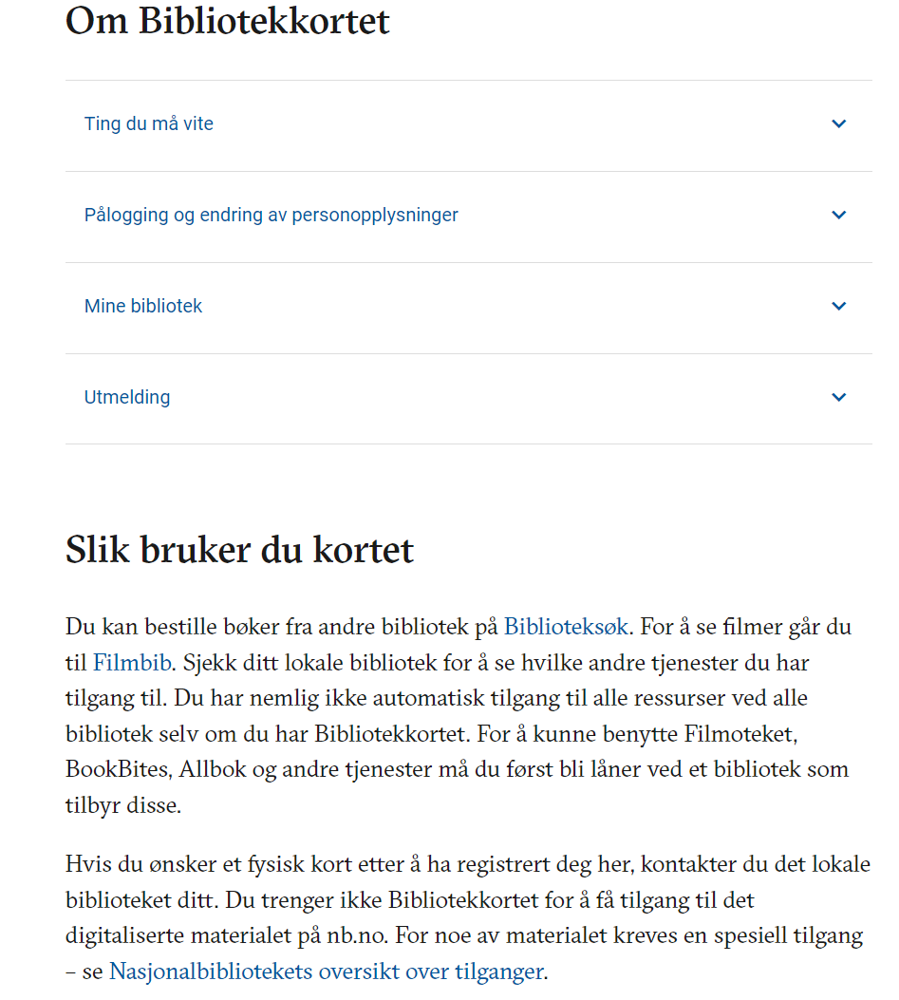 Om Bibliotekkortet
Ting du må vite
Pålogging og endring av personopplysninger
Mine bibliotek
Utmelding
Slik bruker du kortet
Du kan bestille bøker fra andre bibliotek på Biblioteksøk. For å se filmer går du
til Filmbib. Sjekk ditt lokale bibliotek for å se hvilke andre tjenester du har
tilgang til. Du har nemlig ikke automatisk tilgang til alle ressurser ved alle
bibliotek selv om du har Bibliotekkortet. For å kunne benytte Filmoteket,
BookBites, Allbok og andre tjenester må du først bli låner ved et bibliotek som
tilbyr disse.
Hvis du ønsker et fysisk kort etter å ha registrert deg her, kontakter du det lokale
biblioteket ditt. Du trenger ikke Bibliotekkortet for å få tilgang til det
digitaliserte materialet på nb.no. For noe av materialet kreves en spesiell tilgang
– se Nasjonalbibliotekets oversikt over tilganger.